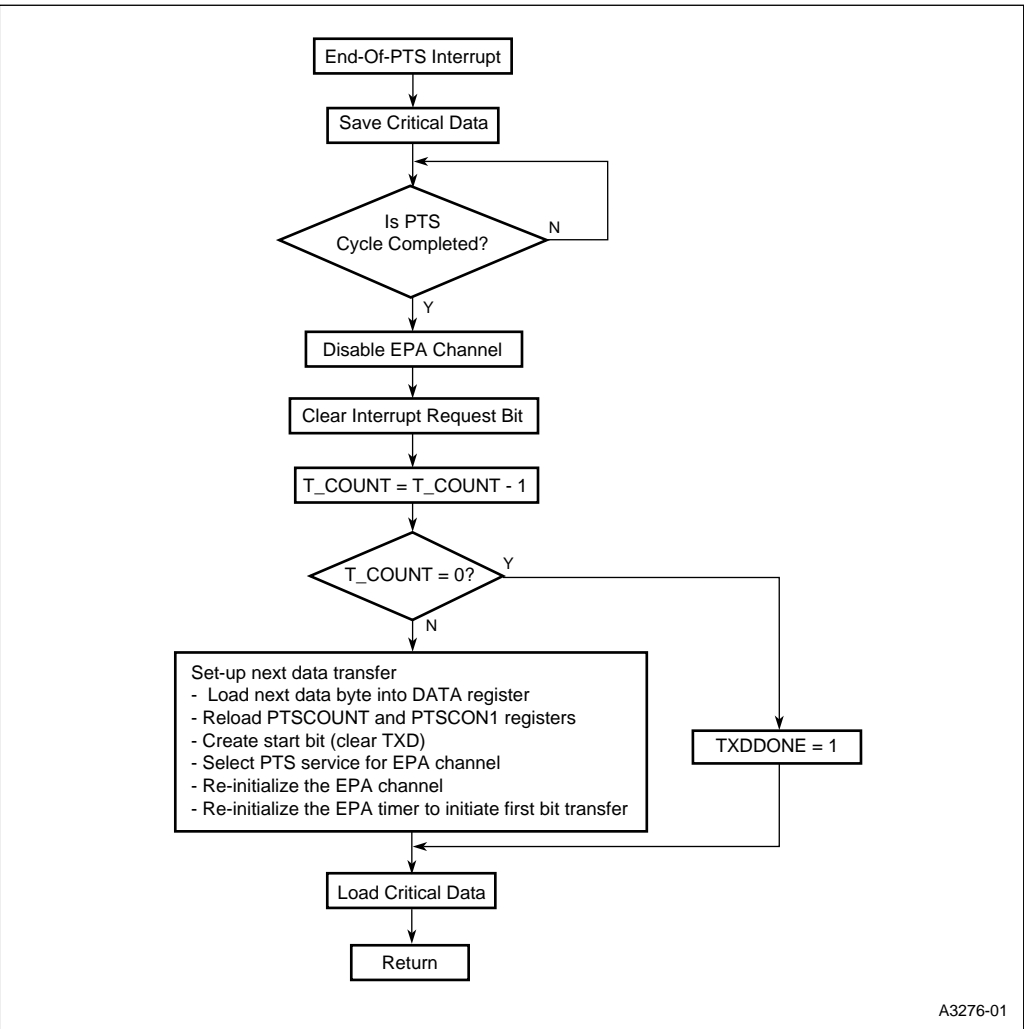 End-Of-PTS Interrupt
Save Critical Data
Is PTS
Cycle Completed?
N
Y
Disable EPA Channel
Clear Interrupt Request Bit
T_COUNT = T_COUNT - 1
T_COUNT = 0?
Y
N
Set-up next data transfer
- Load next data byte into DATA register
- Reload PTSCOUNT and PTSCON1 registers
- Create start bit (clear TXD)
- Select PTS service for EPA channel
- Re-initialize the EPA channel
- Re-initialize the EPA timer to initiate first bit transfer
TXDDONE = 1
Load Critical Data
Return
A3276-01